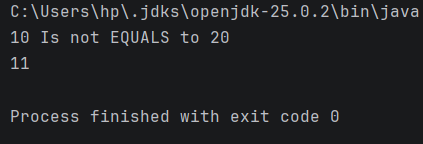 C:\Users\hp\.jdks\openjdk-25.0.2\bin\java
10 Is not EQUALS to 20
11
Process finished with exit code 0